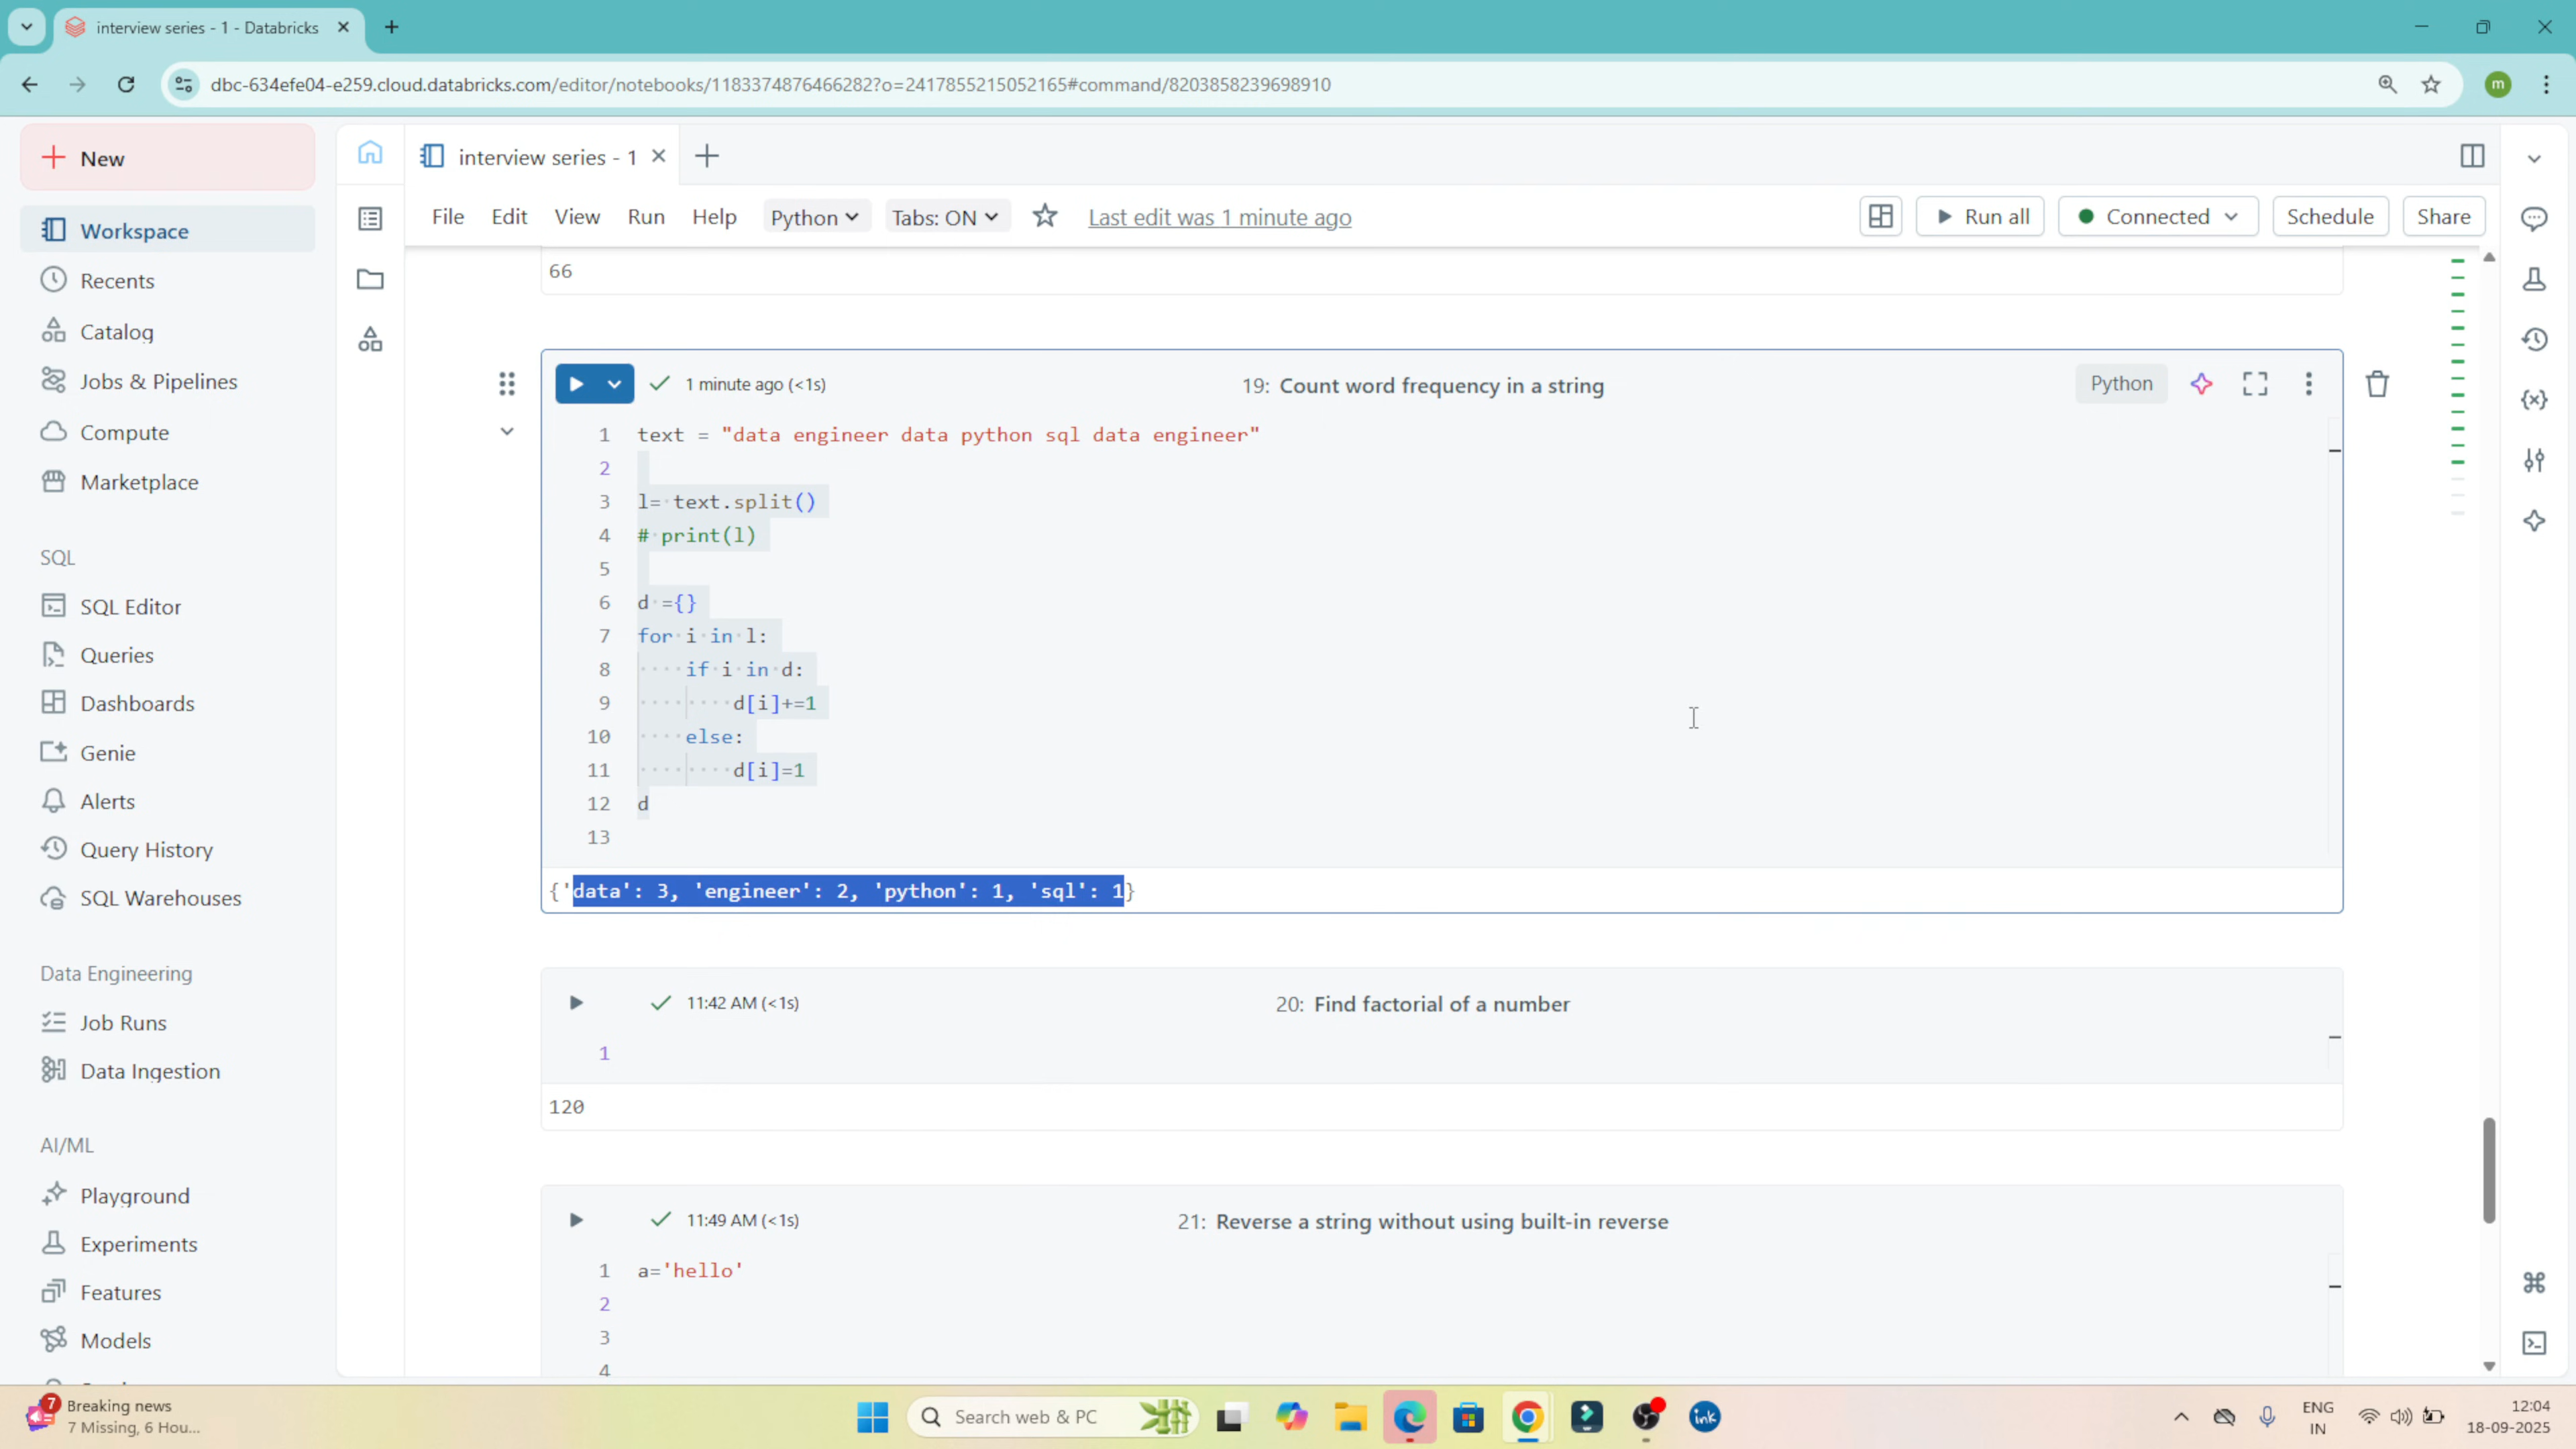 interview series - 1 - Databricks
dbc-634efe04-e259.cloud.databricks.com/editor/notebooks/1183374876466282?o=2417855215052165#command/8203858239698910
m
New
Workspace
Recents
Catalog
Jobs & Pipelines
Compute
Marketplace
SQL
SQL Editor
Queries
Dashboards
Genie
Alerts
Query History
SQL Warehouses
Data Engineering
Job Runs
Data Ingestion
AI/ML
Playground
Experiments
Features
Models
interview series - 1
File Edit View Run Help Python Tabs: ON Last edit was 1 minute ago Run all Connected Schedule Share
66
1 minute ago (<1s) 19: Count word frequency in a string Python
1 text = "data engineer data python sql data engineer"
2
3 l= text.split()
4 # print(l)
5
6 d ={}
7 for i in l:
8 if i in d:
9 d[i]+=1
10 else:
11 d[i]=1
12 d
13
{'data': 3, 'engineer': 2, 'python': 1, 'sql': 1}
11:42 AM (<1s) 20: Find factorial of a number
1
120
11:49 AM (<1s) 21: Reverse a string without using built-in reverse
1 a='hello'
2
3
4
7 Breaking news
7 Missing, 6 Hou...
Search web & PC
ink
ENG
IN
12:04
18-09-2025